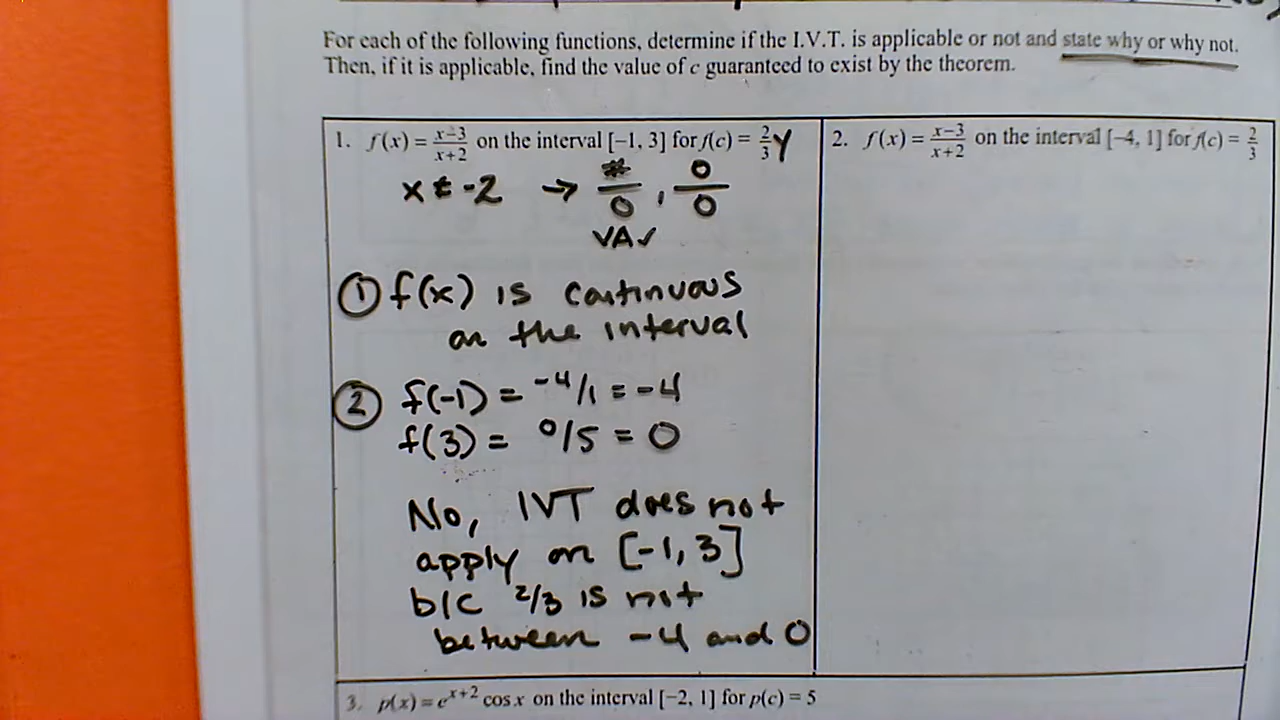 For each of the following functions, determine if the I.V.T. is applicable or not and state why or why not.
Then, if it is applicable, find the value of c guaranteed to exist by the theorem.
1. f(x) = x−3/x+2 on the interval [−1, 3] for f(c) = 2/3 y
x ≠ -2 → #/0 , 0/0
VA✓
① f(x) is continuous
on the interval
② f(-1) = -4/1 = -4
f(3) = 0/5 = 0
No, IVT does not
apply on [-1, 3]
b/c 2/3 is not
between -4 and 0
2. f(x) = x−3/x+2 on the interval [−4, 1] for f(c) = 2/3
3. p(x) = e^x+2 cos x on the interval [−2, 1] for p(c) = 5